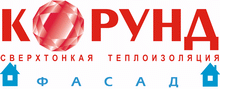 КОРУНД
СВЕРХТОНКАЯ ТЕПЛОИЗОЛЯЦИЯ
ФАСАД